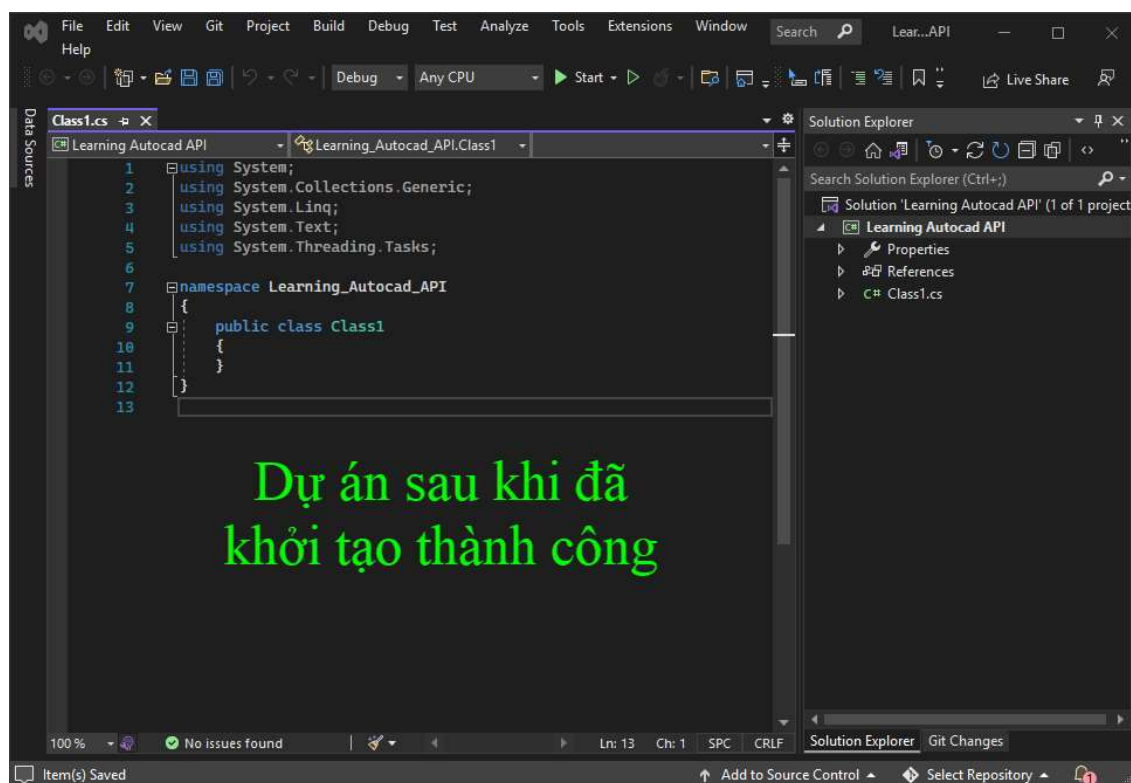 File Edit View Git Project Build Debug Test Analyze Tools Extensions Window Search Lear...API
Help
Debug Any CPU Start Live Share
Data Sources
Class1.cs
Solution Explorer
C# Learning Autocad API Learning_Autocad_API.Class1
Search Solution Explorer (Ctrl+;)
Solution 'Learning Autocad API' (1 of 1 project
C# Learning Autocad API
Properties
References
C# Class1.cs
1 using System;
2 using System.Collections.Generic;
3 using System.Linq;
4 using System.Text;
5 using System.Threading.Tasks;
6
7 namespace Learning_Autocad_API
8 {
9 public class Class1
10 {
11 }
12 }
13
Dự án sau khi đã
khởi tạo thành công
100 % No issues found Ln: 13 Ch: 1 SPC CRLF
Solution Explorer Git Changes
Item(s) Saved Add to Source Control Select Repository 1